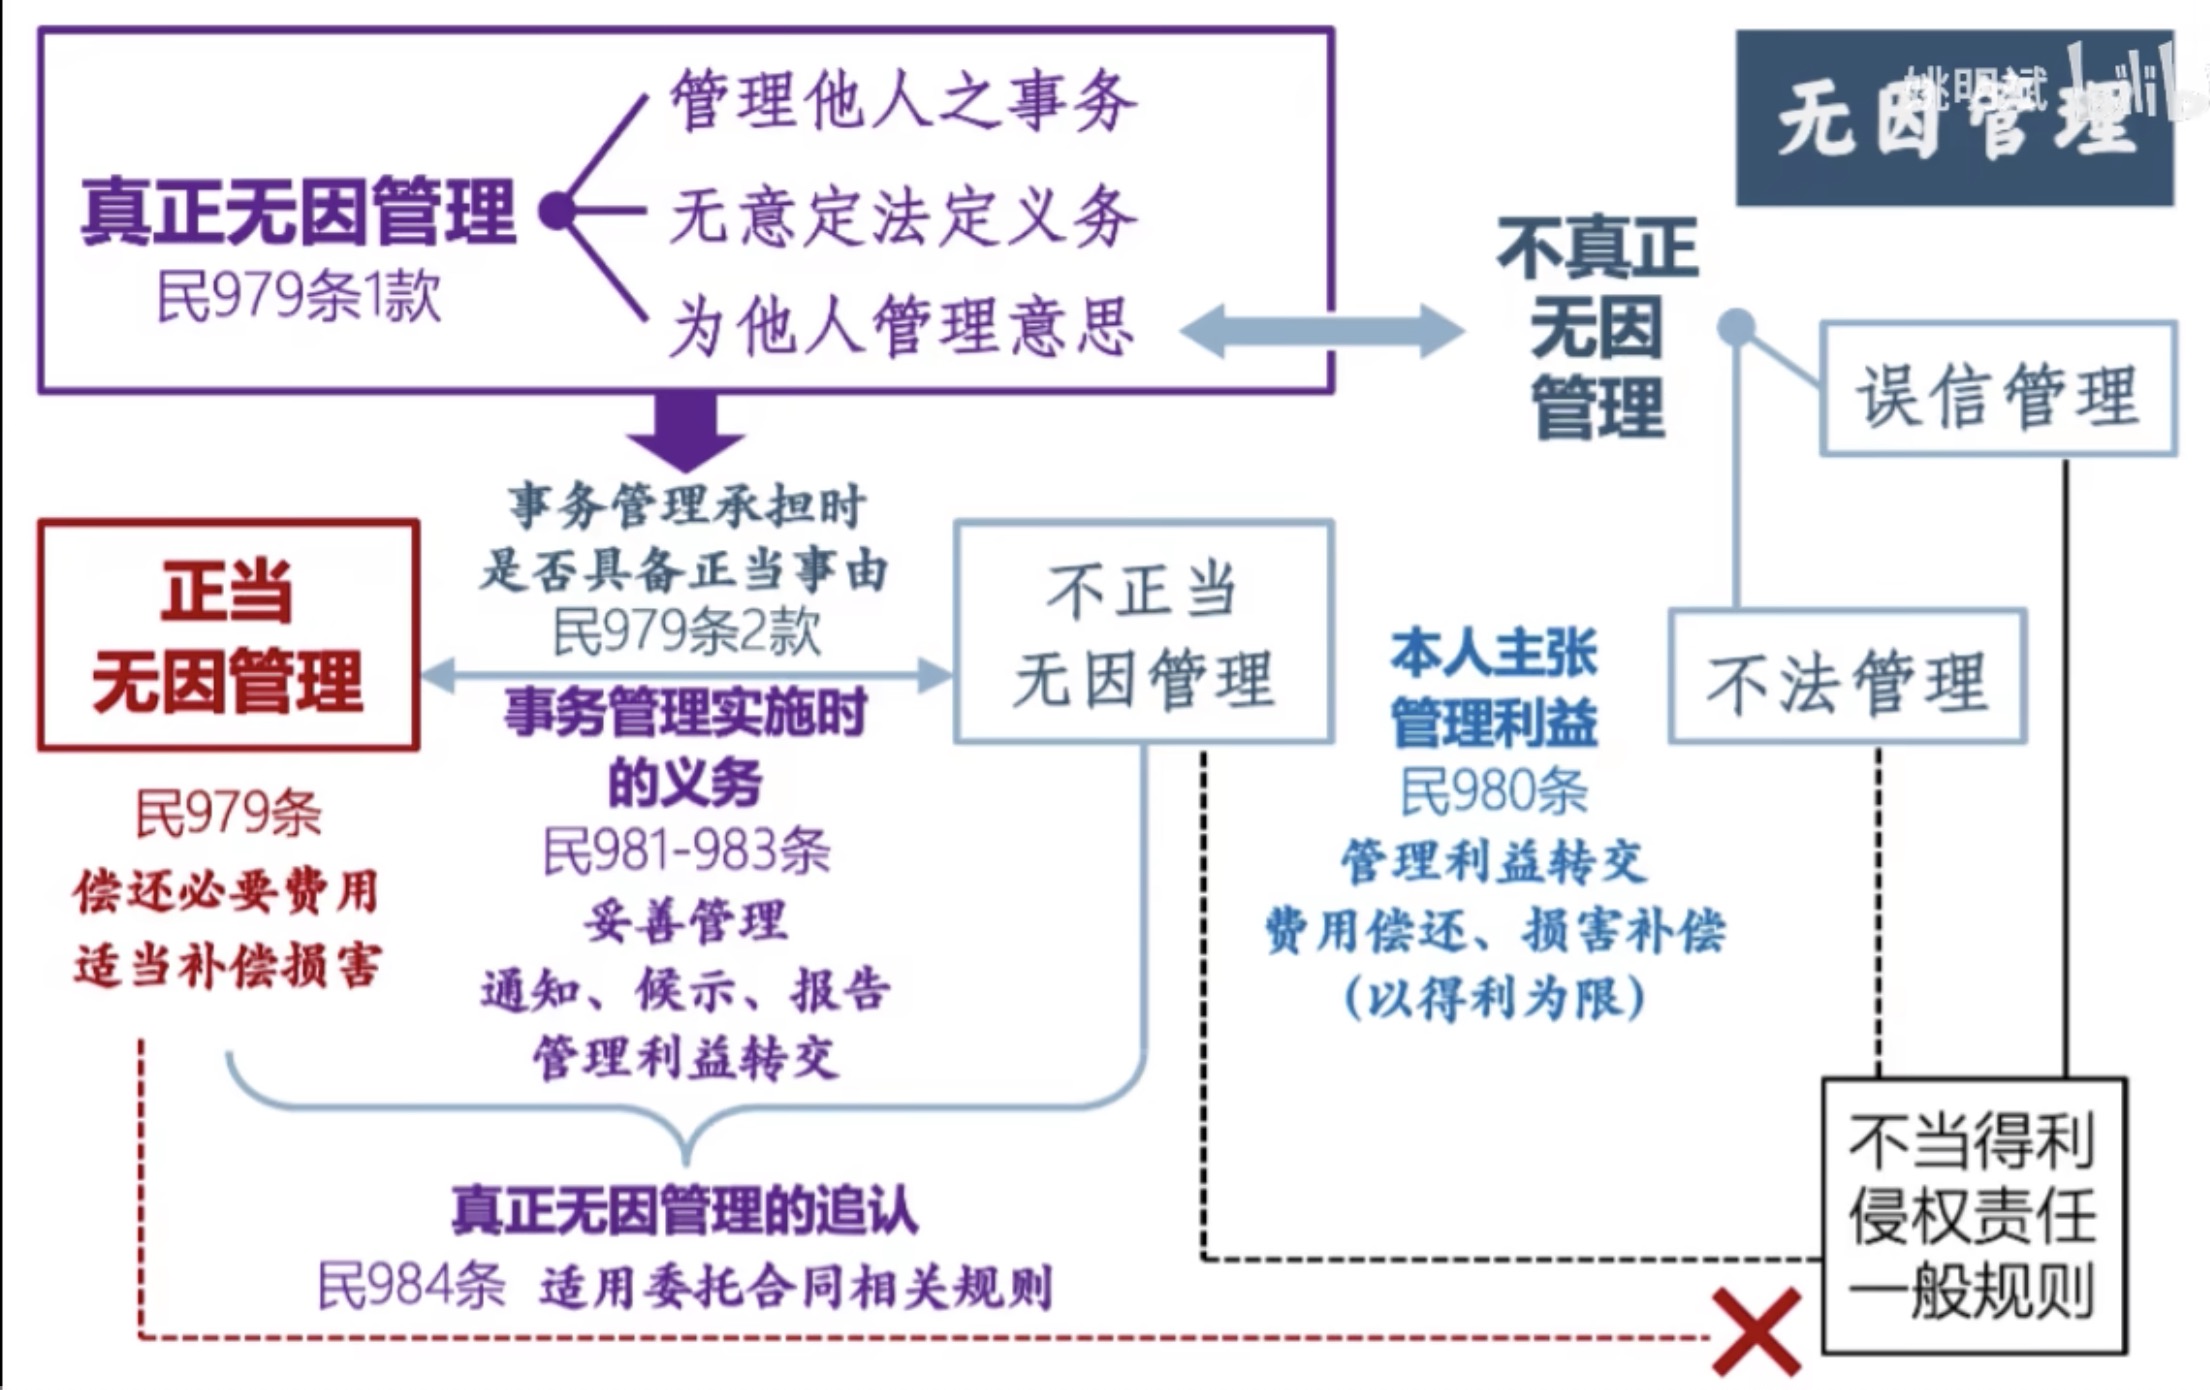 无因管理
姚明斌
bilibili
真正无因管理
民979条1款
管理他人之事务
无意定法定义务
为他人管理意思
不真正
无因
管理
误信管理
事务管理承担时
是否具备正当事由
民979条2款
正当
无因管理
不正当
无因管理
不法管理
民979条
偿还必要费用
适当补偿损害
事务管理实施时
的义务
民981-983条
妥善管理
通知、候示、报告
管理利益转交
本人主张
管理利益
民980条
管理利益转交
费用偿还、损害补偿
(以得利为限)
真正无因管理的追认
民984条 适用委托合同相关规则
不当得利
侵权责任
一般规则